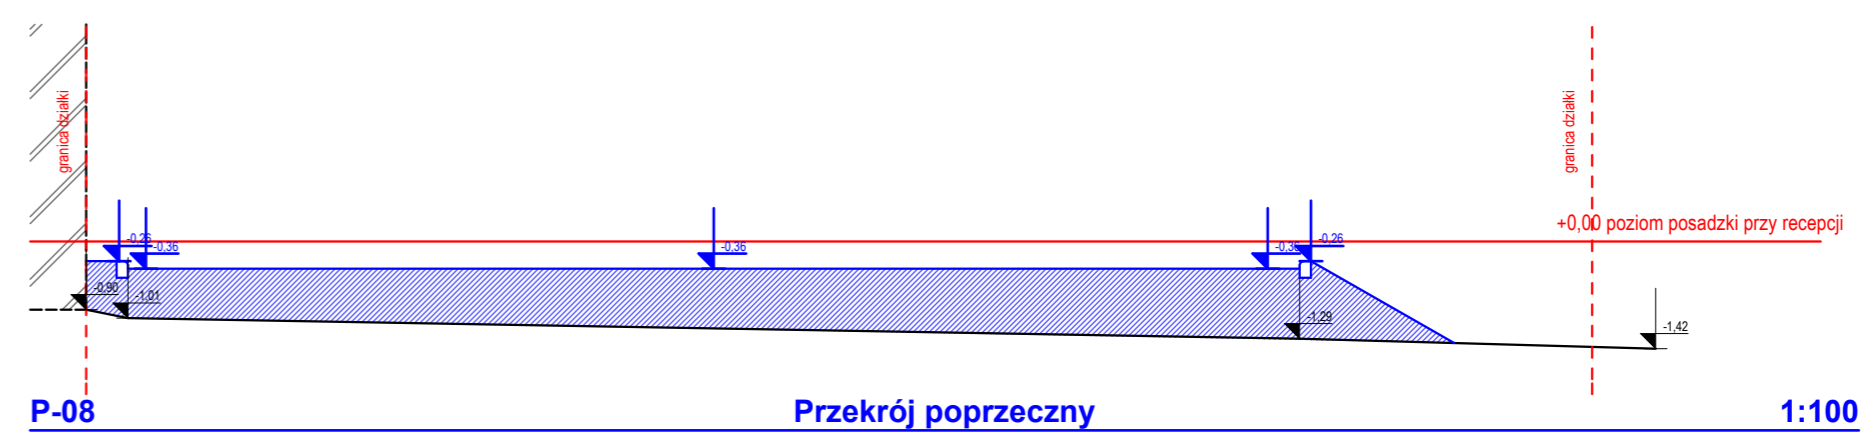 granica działki
granica działki
+0,00 poziom posadzki przy recepcji
-0,26
-0,36
-0,36
-0,36
-0,26
-0,90
-1,01
-1,29
-1,42
P-08 Przekrój poprzeczny 1:100